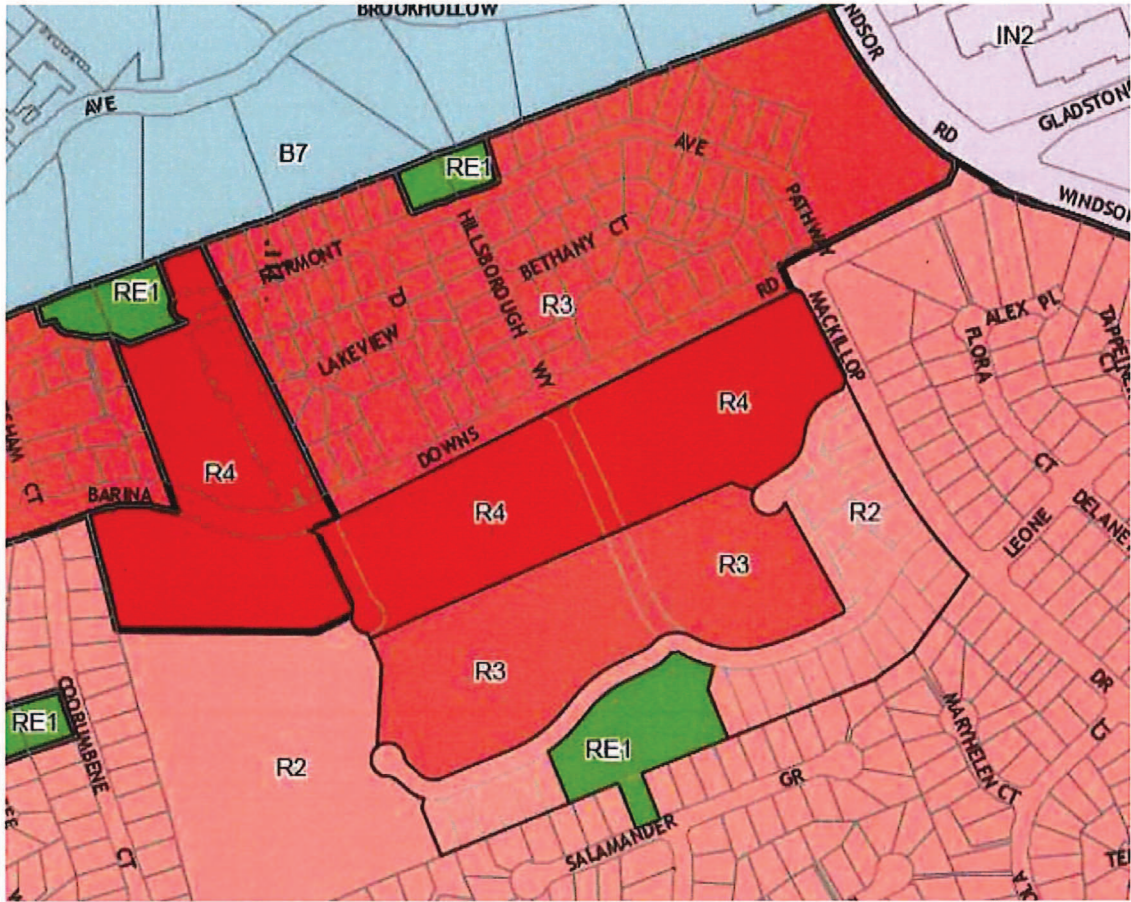 BROOKHOLLOW
AVE
B7
IN2
GLADSTONE
RD
WINDSOR
RE1
AVE
PATHWAY
HILLSBOROUGH
WY
BETHANY CT
RE1
R3
LAKEVIEW
RD
MACKILLOP
ALEX PL
FLORA
CT
R4
DOWNS
R4
BARINA
CT
R4
R2
LEONE
R3
R3
RE1
COORUMBENE
CT
R2
RE1
DR
CT
MARYHELEN CT
GR
SALAMANDER